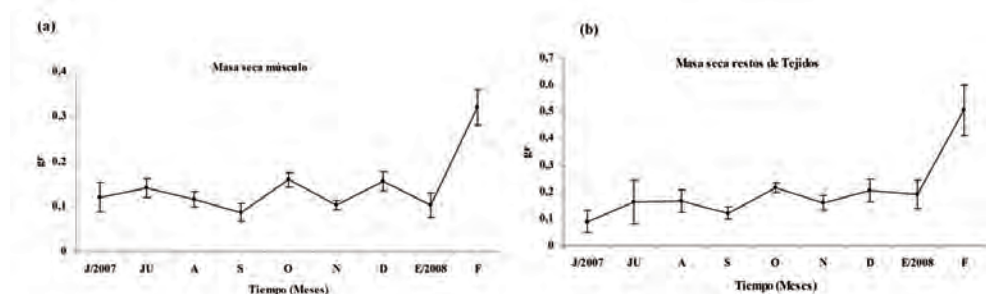 (a)
Masa seca músculo
0,4
0,3
0,2
0,1
0
gr
J/2007 JU A S O N D E/2008 F
Tiempo (Meses)
(b)
Masa seca restos de Tejidos
0,7
0,6
0,5
0,4
0,3
0,2
0,1
0
gr
J/2007 JU A S O N D E/2008 F
Tiempo (Meses)